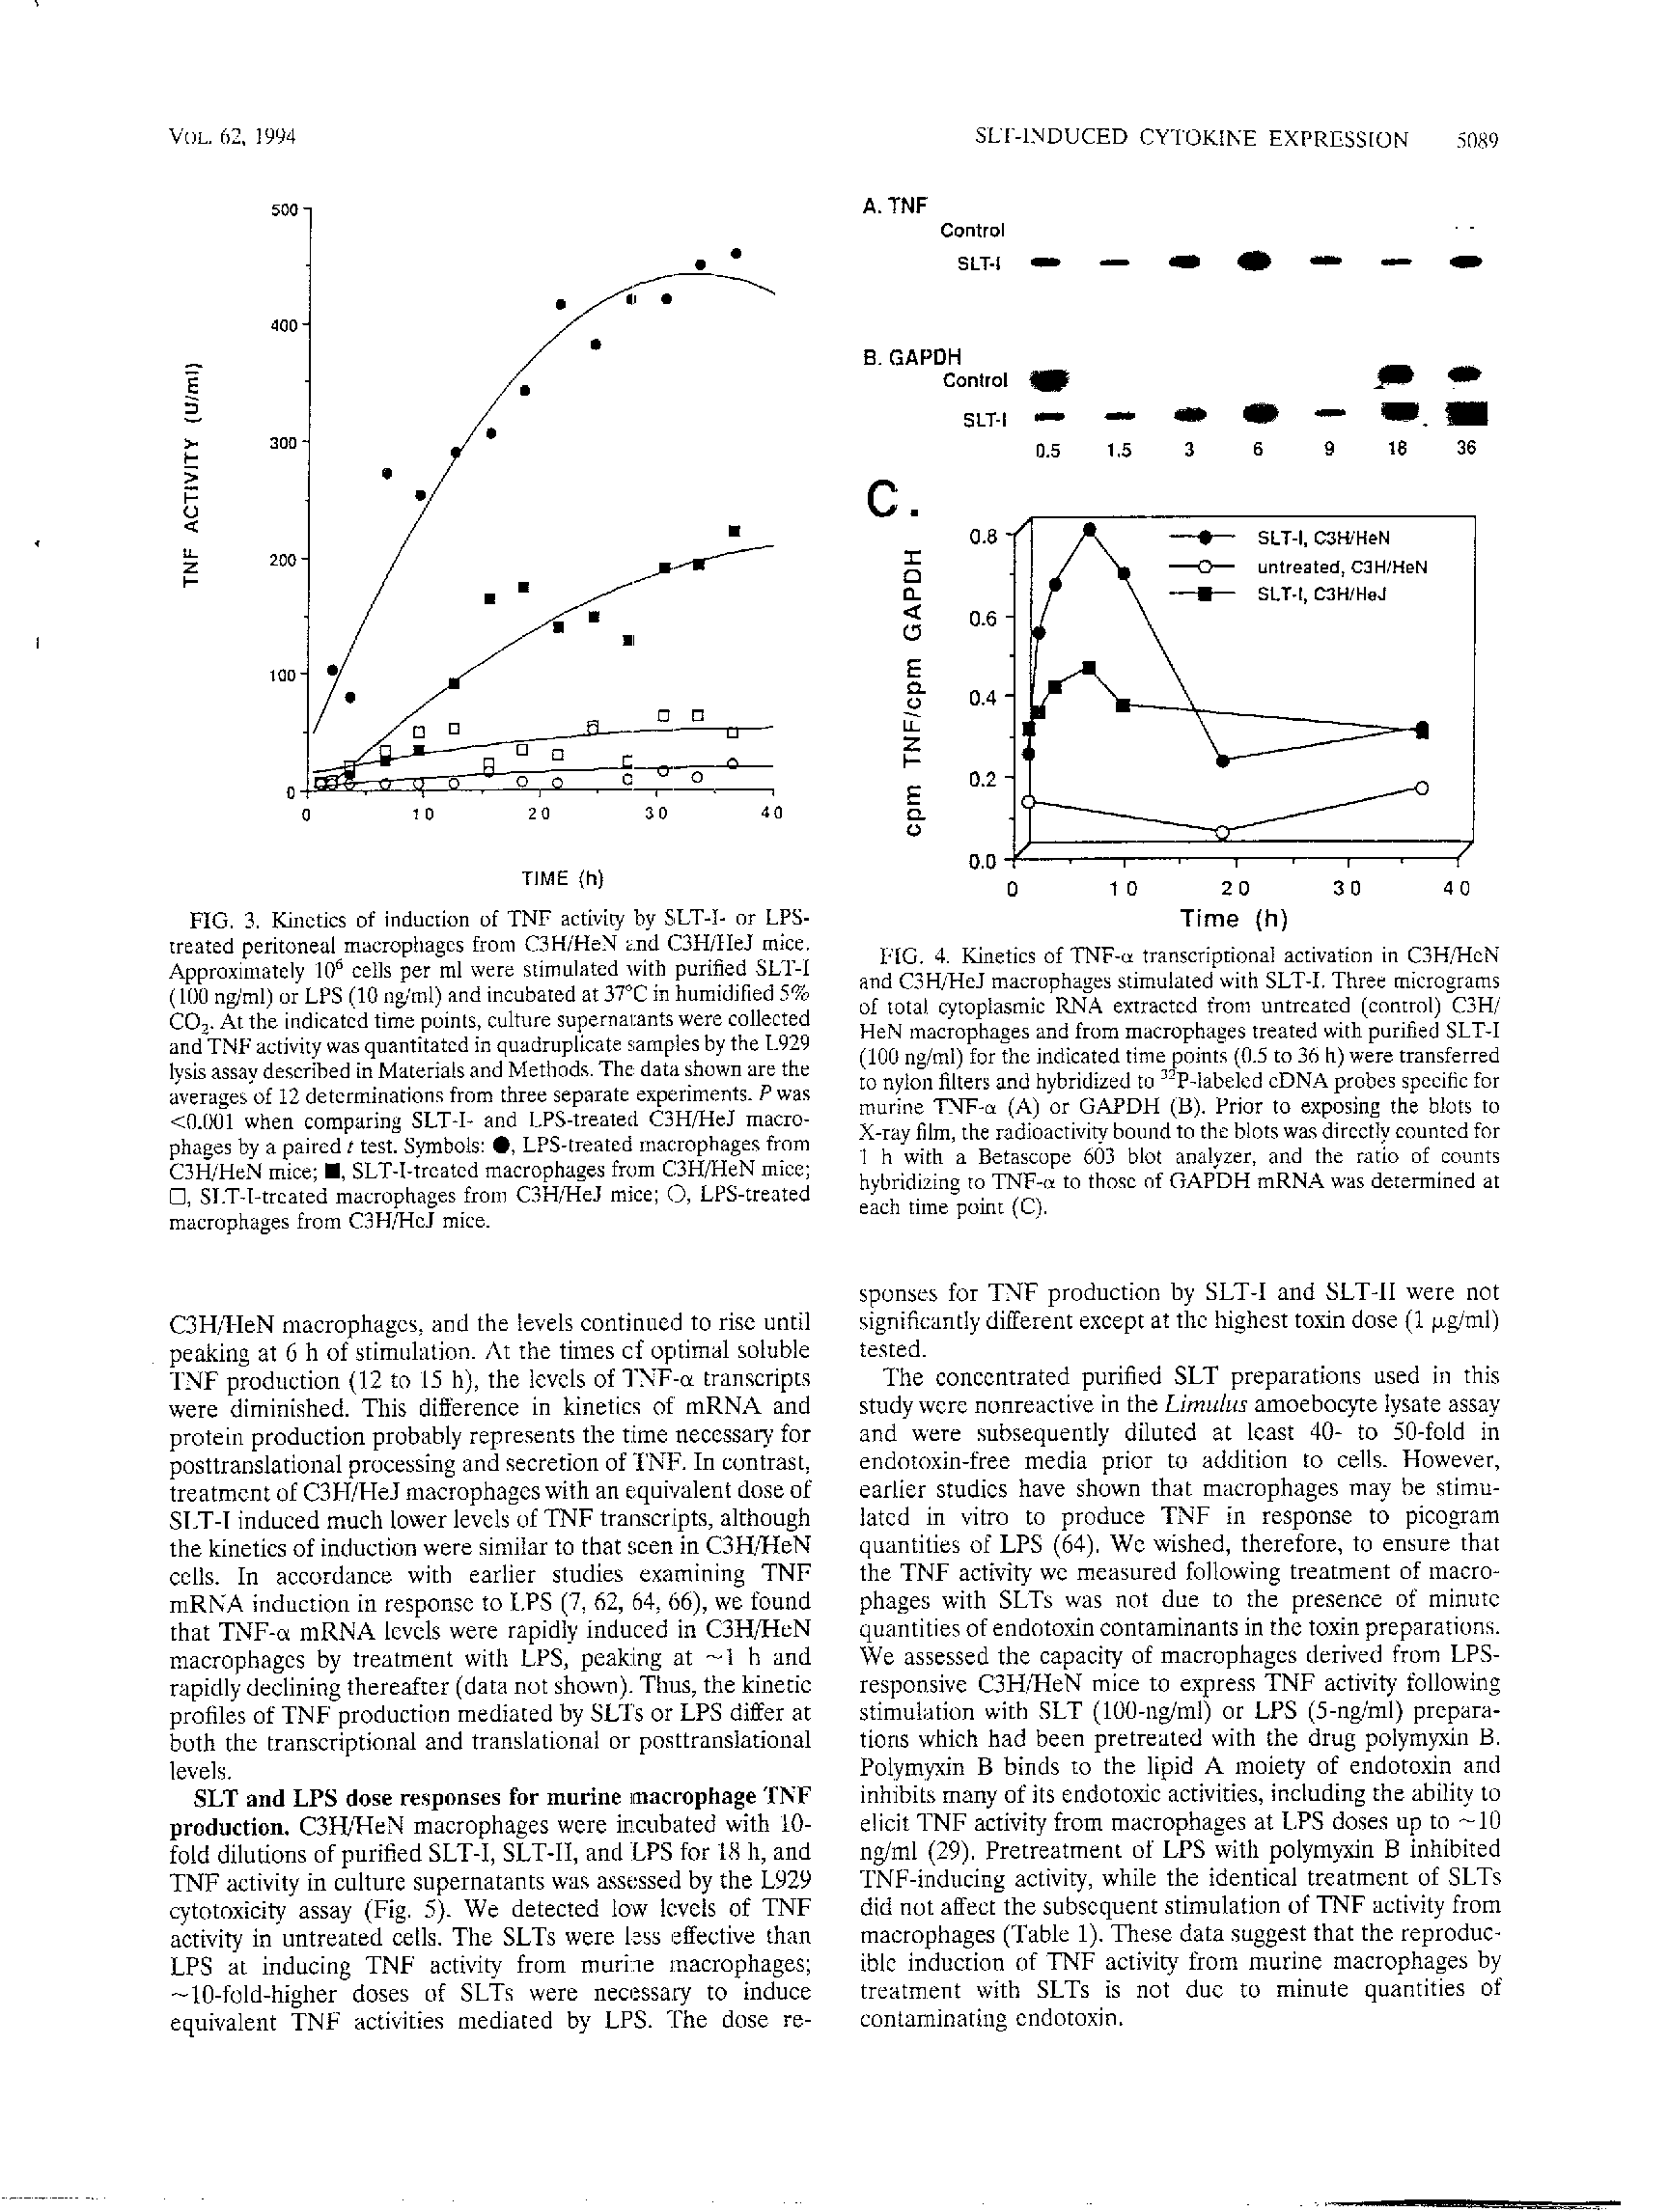 VOL. 62, 1994
SLT-INDUCED CYTOKINE EXPRESSION 5089
500
400
300
200
100
0
0 10 20 30 40
TNF ACTIVITY (U/ml)
TIME (h)
FIG. 3. Kinetics of induction of TNF activity by SLT-I- or LPS-
treated peritoneal macrophages from C3H/HeN and C3H/HeJ mice.
Approximately 10⁶ cells per ml were stimulated with purified SLT-I
(100 ng/ml) or LPS (10 ng/ml) and incubated at 37°C in humidified 5%
CO₂. At the indicated time points, culture supernatants were collected
and TNF activity was quantitated in quadruplicate samples by the L929
lysis assay described in Materials and Methods. The data shown are the
averages of 12 determinations from three separate experiments. P was
<0.001 when comparing SLT-I- and LPS-treated C3H/HeJ macro-
phages by a paired t test. Symbols: ●, LPS-treated macrophages from
C3H/HeN mice; ■, SLT-I-treated macrophages from C3H/HeN mice;
□, SLT-I-treated macrophages from C3H/HeJ mice; ○, LPS-treated
macrophages from C3H/HeJ mice.
C3H/HeN macrophages, and the levels continued to rise until
peaking at 6 h of stimulation. At the times of optimal soluble
TNF production (12 to 15 h), the levels of TNF-α transcripts
were diminished. This difference in kinetics of mRNA and
protein production probably represents the time necessary for
posttranslational processing and secretion of TNF. In contrast,
treatment of C3H/HeJ macrophages with an equivalent dose of
SLT-I induced much lower levels of TNF transcripts, although
the kinetics of induction were similar to that seen in C3H/HeN
cells. In accordance with earlier studies examining TNF
mRNA induction in response to LPS (7, 62, 64, 66), we found
that TNF-α mRNA levels were rapidly induced in C3H/HeN
macrophages by treatment with LPS, peaking at ~1 h and
rapidly declining thereafter (data not shown). Thus, the kinetic
profiles of TNF production mediated by SLTs or LPS differ at
both the transcriptional and translational or posttranslational
levels.
SLT and LPS dose responses for murine macrophage TNF
production. C3H/HeN macrophages were incubated with 10-
fold dilutions of purified SLT-I, SLT-II, and LPS for 18 h, and
TNF activity in culture supernatants was assessed by the L929
cytotoxicity assay (Fig. 5). We detected low levels of TNF
activity in untreated cells. The SLTs were less effective than
LPS at inducing TNF activity from murine macrophages;
~10-fold-higher doses of SLTs were necessary to induce
equivalent TNF activities mediated by LPS. The dose re-
A. TNF
Control
SLT-I
B. GAPDH
Control
SLT-I
0.5 1.5 3 6 9 18 36
C.
0.8
0.6
0.4
0.2
0.0
cpm TNF/cpm GAPDH
SLT-I, C3H/HeN
untreated, C3H/HeN
SLT-I, C3H/HeJ
0 10 20 30 40
Time (h)
FIG. 4. Kinetics of TNF-α transcriptional activation in C3H/HeN
and C3H/HeJ macrophages stimulated with SLT-I. Three micrograms
of total cytoplasmic RNA extracted from untreated (control) C3H/
HeN macrophages and from macrophages treated with purified SLT-I
(100 ng/ml) for the indicated time points (0.5 to 36 h) were transferred
to nylon filters and hybridized to ³²P-labeled cDNA probes specific for
murine TNF-α (A) or GAPDH (B). Prior to exposing the blots to
X-ray film, the radioactivity bound to the blots was directly counted for
1 h with a Betascope 603 blot analyzer, and the ratio of counts
hybridizing to TNF-α to those of GAPDH mRNA was determined at
each time point (C).
sponses for TNF production by SLT-I and SLT-II were not
significantly different except at the highest toxin dose (1 μg/ml)
tested.
The concentrated purified SLT preparations used in this
study were nonreactive in the Limulus amoebocyte lysate assay
and were subsequently diluted at least 40- to 50-fold in
endotoxin-free media prior to addition to cells. However,
earlier studies have shown that macrophages may be stimu-
lated in vitro to produce TNF in response to picogram
quantities of LPS (64). We wished, therefore, to ensure that
the TNF activity we measured following treatment of macro-
phages with SLTs was not due to the presence of minute
quantities of endotoxin contaminants in the toxin preparations.
We assessed the capacity of macrophages derived from LPS-
responsive C3H/HeN mice to express TNF activity following
stimulation with SLT (100-ng/ml) or LPS (5-ng/ml) prepara-
tions which had been pretreated with the drug polymyxin B.
Polymyxin B binds to the lipid A moiety of endotoxin and
inhibits many of its endotoxic activities, including the ability to
elicit TNF activity from macrophages at LPS doses up to ~10
ng/ml (29). Pretreatment of LPS with polymyxin B inhibited
TNF-inducing activity, while the identical treatment of SLTs
did not affect the subsequent stimulation of TNF activity from
macrophages (Table 1). These data suggest that the reproduc-
ible induction of TNF activity from murine macrophages by
treatment with SLTs is not due to minute quantities of
contaminating endotoxin.